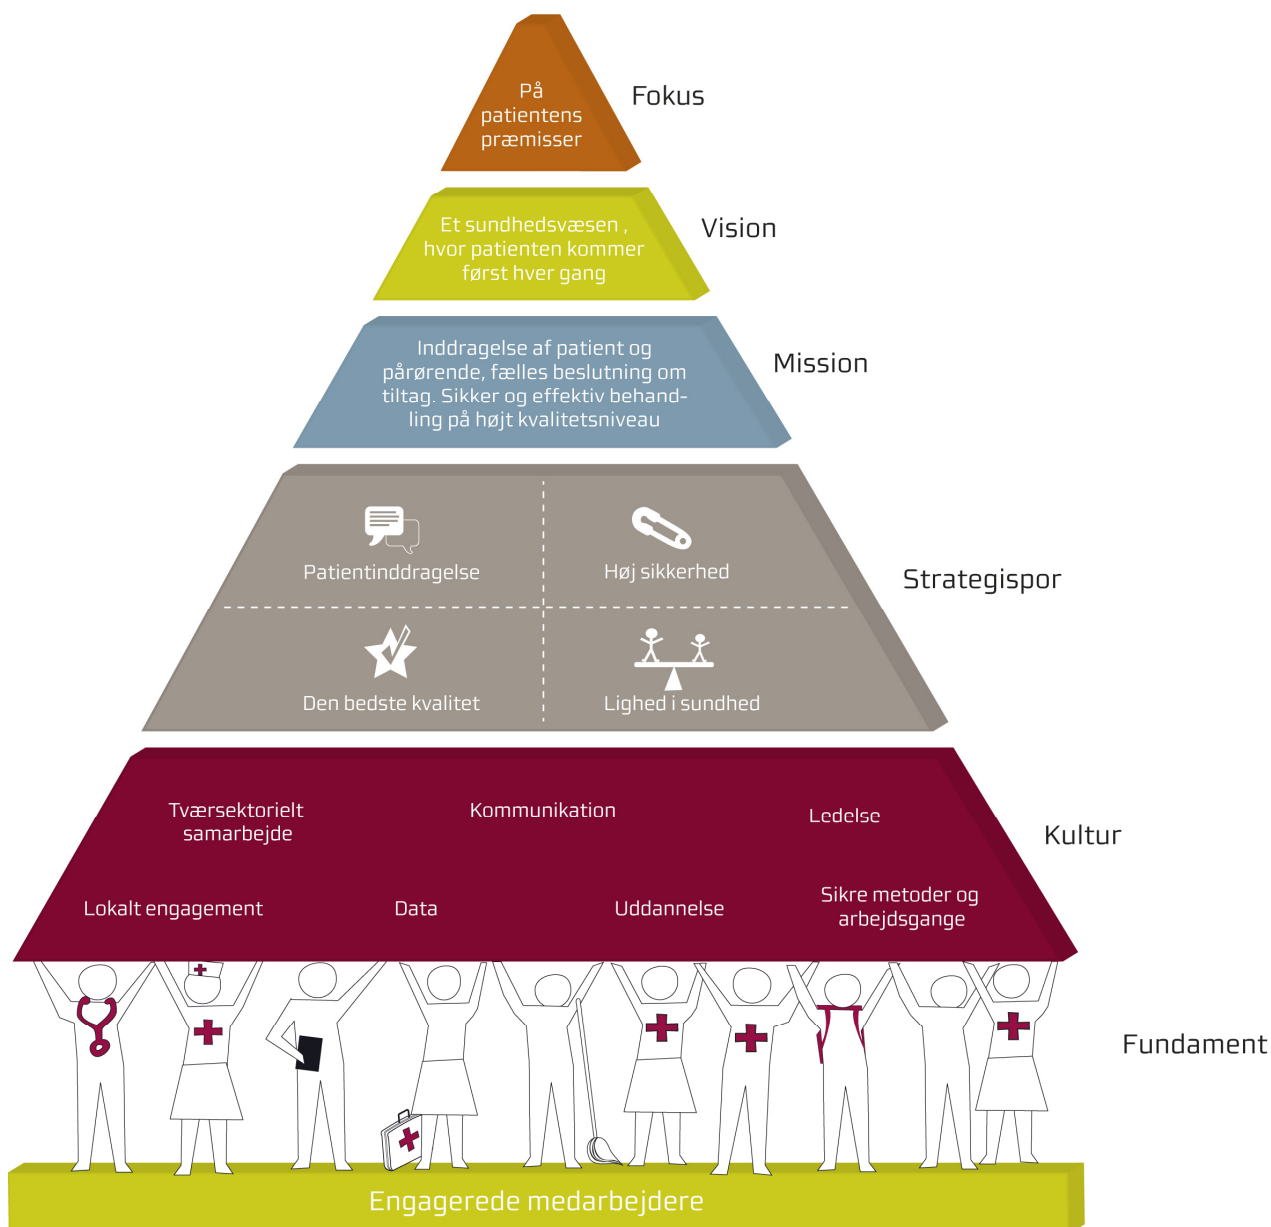 På
patientens
præmisser
Fokus
Et sundhedsvæsen ,
hvor patienten kommer
først hver gang
Vision
Inddragelse af patient og
pårørende, fælles beslutning om
tiltag. Sikker og effektiv behand-
ling på højt kvalitetsniveau
Mission
Patientinddragelse
Høj sikkerhed
Den bedste kvalitet
Lighed i sundhed
Strategispor
Tværsektorielt
samarbejde
Kommunikation
Ledelse
Lokalt engagement
Data
Uddannelse
Sikre metoder og
arbejdsgange
Kultur
Fundament
Engagerede medarbejdere